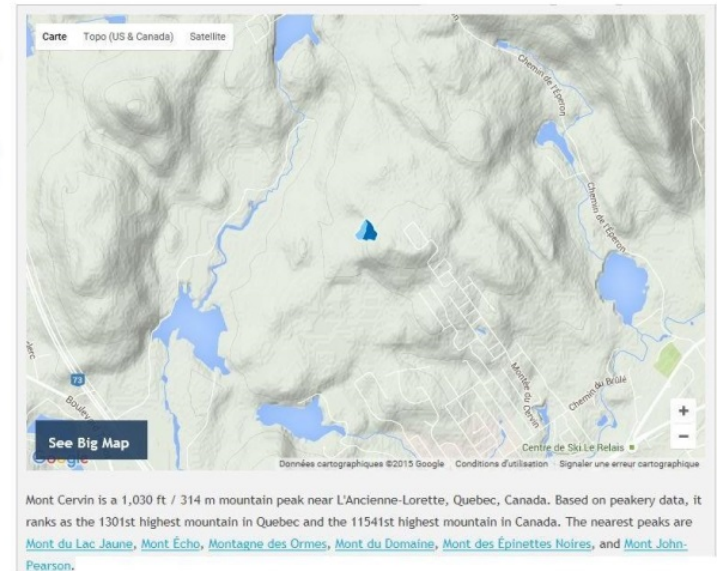 Carte Topo (US & Canada) Satellite
Chemin de l'Éperon
Chemin de l'Éperon
73
Montée du Cervin
Chemin du Brûlé
+
−
Centre de Ski Le Relais
See Big Map
Google
Données cartographiques ©2015 Google Conditions d'utilisation Signaler une erreur cartographique
Mont Cervin is a 1,030 ft / 314 m mountain peak near L'Ancienne-Lorette, Quebec, Canada. Based on peakery data, it
ranks as the 1301st highest mountain in Quebec and the 11541st highest mountain in Canada. The nearest peaks are
Mont du Lac Jaune, Mont Écho, Montagne des Ormes, Mont du Domaine, Mont des Épinettes Noires, and Mont John-
Pearson.